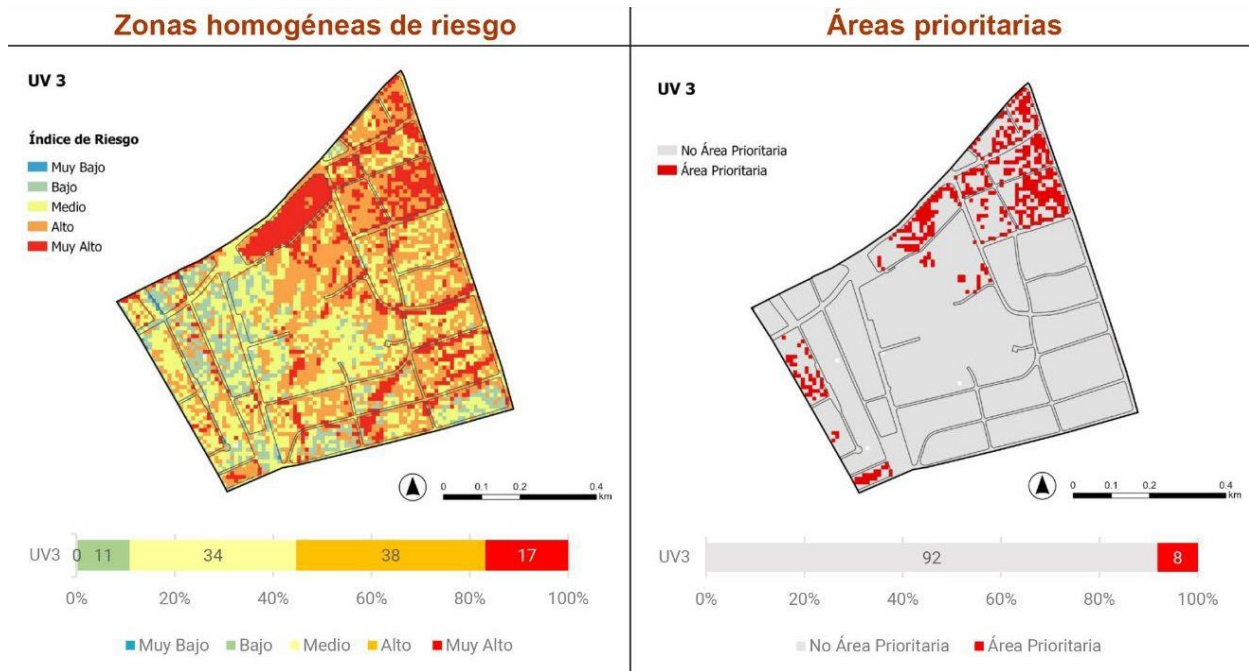 Zonas homogéneas de riesgo
UV 3
Índice de Riesgo
Muy Bajo
Bajo
Medio
Alto
Muy Alto
0 0.1 0.2 0.4
km
UV3 0 11 34 38 17
0% 20% 40% 60% 80% 100%
Muy Bajo Bajo Medio Alto Muy Alto
Áreas prioritarias
UV 3
No Área Prioritaria
Área Prioritaria
0 0.1 0.2 0.4
km
UV3 92 8
0% 20% 40% 60% 80% 100%
No Área Prioritaria Área Prioritaria